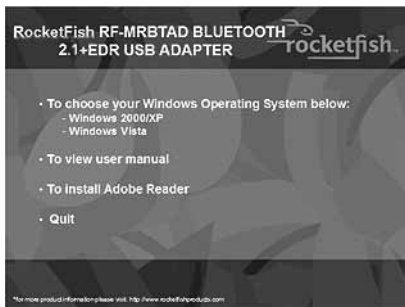 RocketFish RF-MRBTAD BLUETOOTH
2.1+EDR USB ADAPTER
rocketfish™
• To choose your Windows Operating System below:
- Windows 2000/XP
- Windows Vista
• To view user manual
• To install Adobe Reader
• Quit
*for more product information please visit: http://www.rocketfishproducts.com